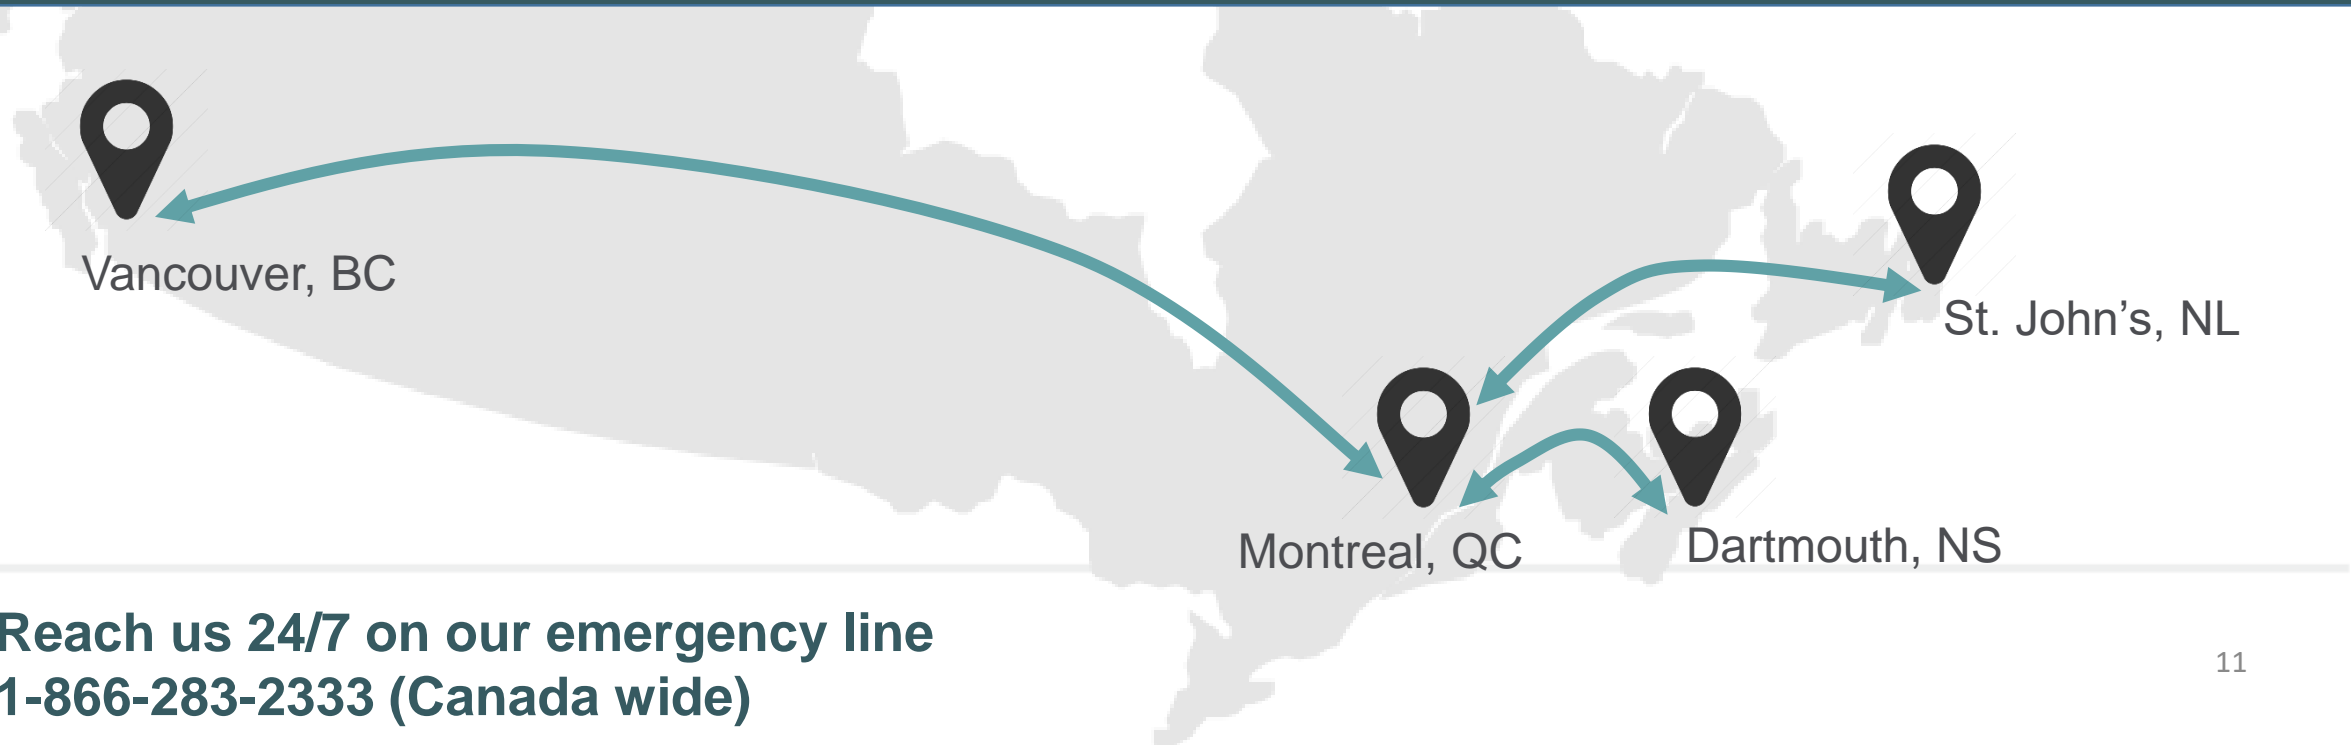 Vancouver, BC
St. John’s, NL
Montreal, QC
Dartmouth, NS
Reach us 24/7 on our emergency line
1-866-283-2333 (Canada wide)
11